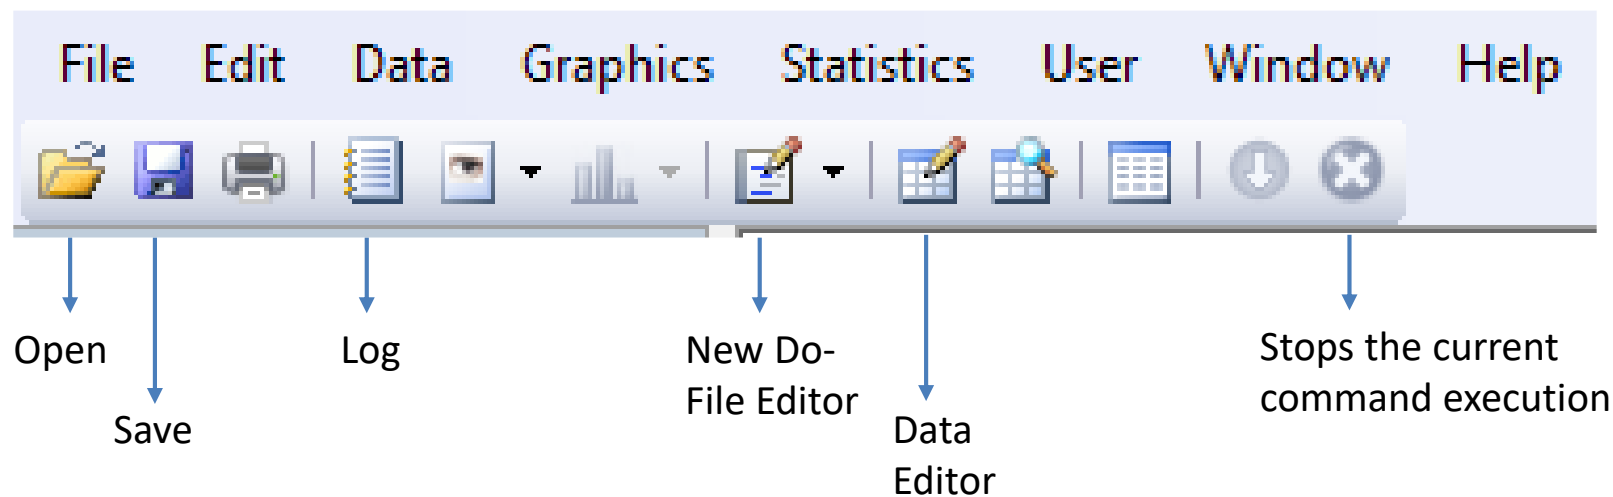 File Edit Data Graphics Statistics User Window Help
Open
Save
Log
New Do-
File Editor
Data
Editor
Stops the current
command execution